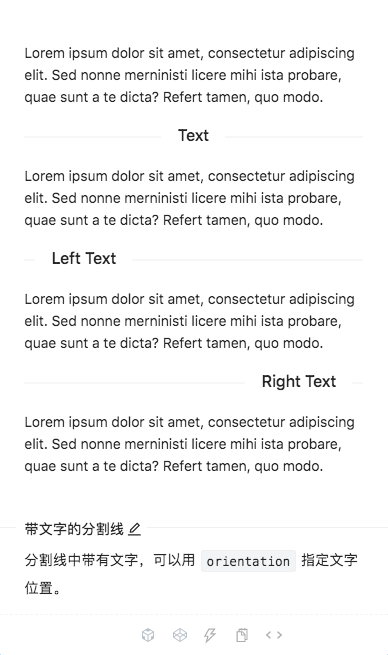 Lorem ipsum dolor sit amet, consectetur adipiscing
elit. Sed nonne merninisti licere mihi ista probare,
quae sunt a te dicta? Refert tamen, quo modo.
Text
Lorem ipsum dolor sit amet, consectetur adipiscing
elit. Sed nonne merninisti licere mihi ista probare,
quae sunt a te dicta? Refert tamen, quo modo.
Left Text
Lorem ipsum dolor sit amet, consectetur adipiscing
elit. Sed nonne merninisti licere mihi ista probare,
quae sunt a te dicta? Refert tamen, quo modo.
Right Text
Lorem ipsum dolor sit amet, consectetur adipiscing
elit. Sed nonne merninisti licere mihi ista probare,
quae sunt a te dicta? Refert tamen, quo modo.
带文字的分割线
分割线中带有文字，可以用 orientation 指定文字
位置。